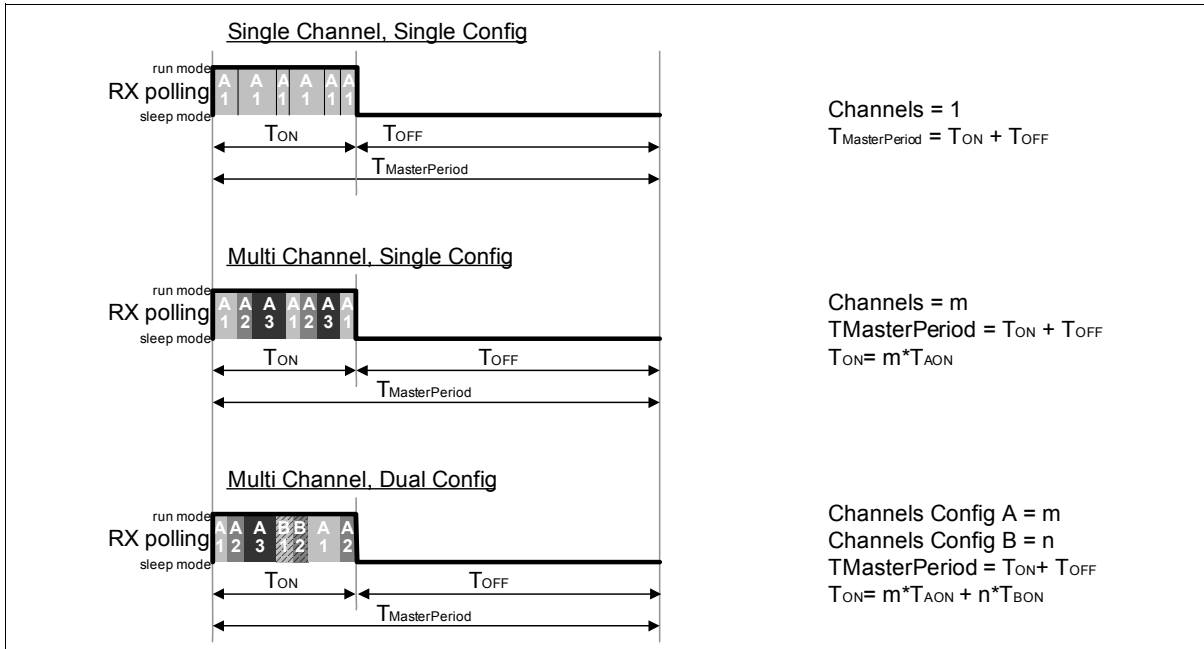 Single Channel, Single Config
run mode
RX polling
sleep mode
A A A A A A
1 1 1 1 1 1
TON TOFF
TMasterPeriod
Channels = 1
TMasterPeriod = TON + TOFF
Multi Channel, Single Config
run mode
RX polling
sleep mode
A A A A A A A
1 2 3 1 2 3 1
TON TOFF
TMasterPeriod
Channels = m
TMasterPeriod = TON + TOFF
TON= m*TAON
Multi Channel, Dual Config
run mode
RX polling
sleep mode
A A A B B A A
1 2 3 1 2 1 2
TON TOFF
TMasterPeriod
Channels Config A = m
Channels Config B = n
TMasterPeriod = TON+ TOFF
TON= m*TAON + n*TBON